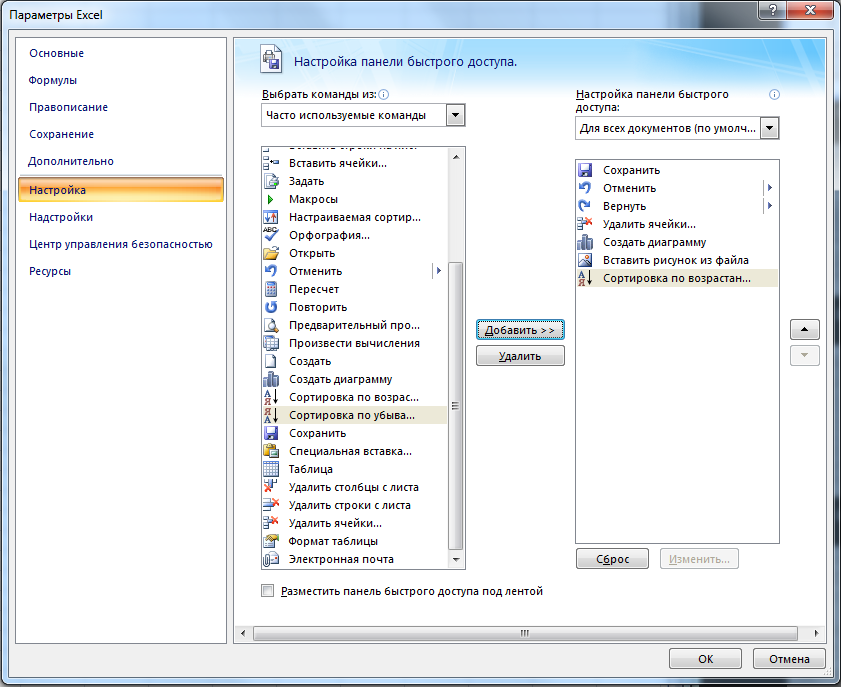 Параметры Excel
Основные
Формулы
Правописание
Сохранение
Дополнительно
Настройка
Надстройки
Центр управления безопасностью
Ресурсы
Настройка панели быстрого доступа.
Выбрать команды из:
Часто используемые команды
Вставить ячейки...
Задать
Макросы
Настраиваемая сортир...
Орфография...
Открыть
Отменить
Пересчет
Повторить
Предварительный про...
Произвести вычисления
Создать
Создать диаграмму
Сортировка по возрас...
Сортировка по убыва...
Сохранить
Специальная вставка...
Таблица
Удалить столбцы с листа
Удалить строки с листа
Удалить ячейки...
Формат таблицы
Электронная почта
Разместить панель быстрого доступа под лентой
Добавить >>
Удалить
Настройка панели быстрого
доступа:
Для всех документов (по умолч...
Сохранить
Отменить
Вернуть
Удалить ячейки...
Создать диаграмму
Вставить рисунок из файла
Сортировка по возрастан...
Сброс
Изменить...
ОК
Отмена